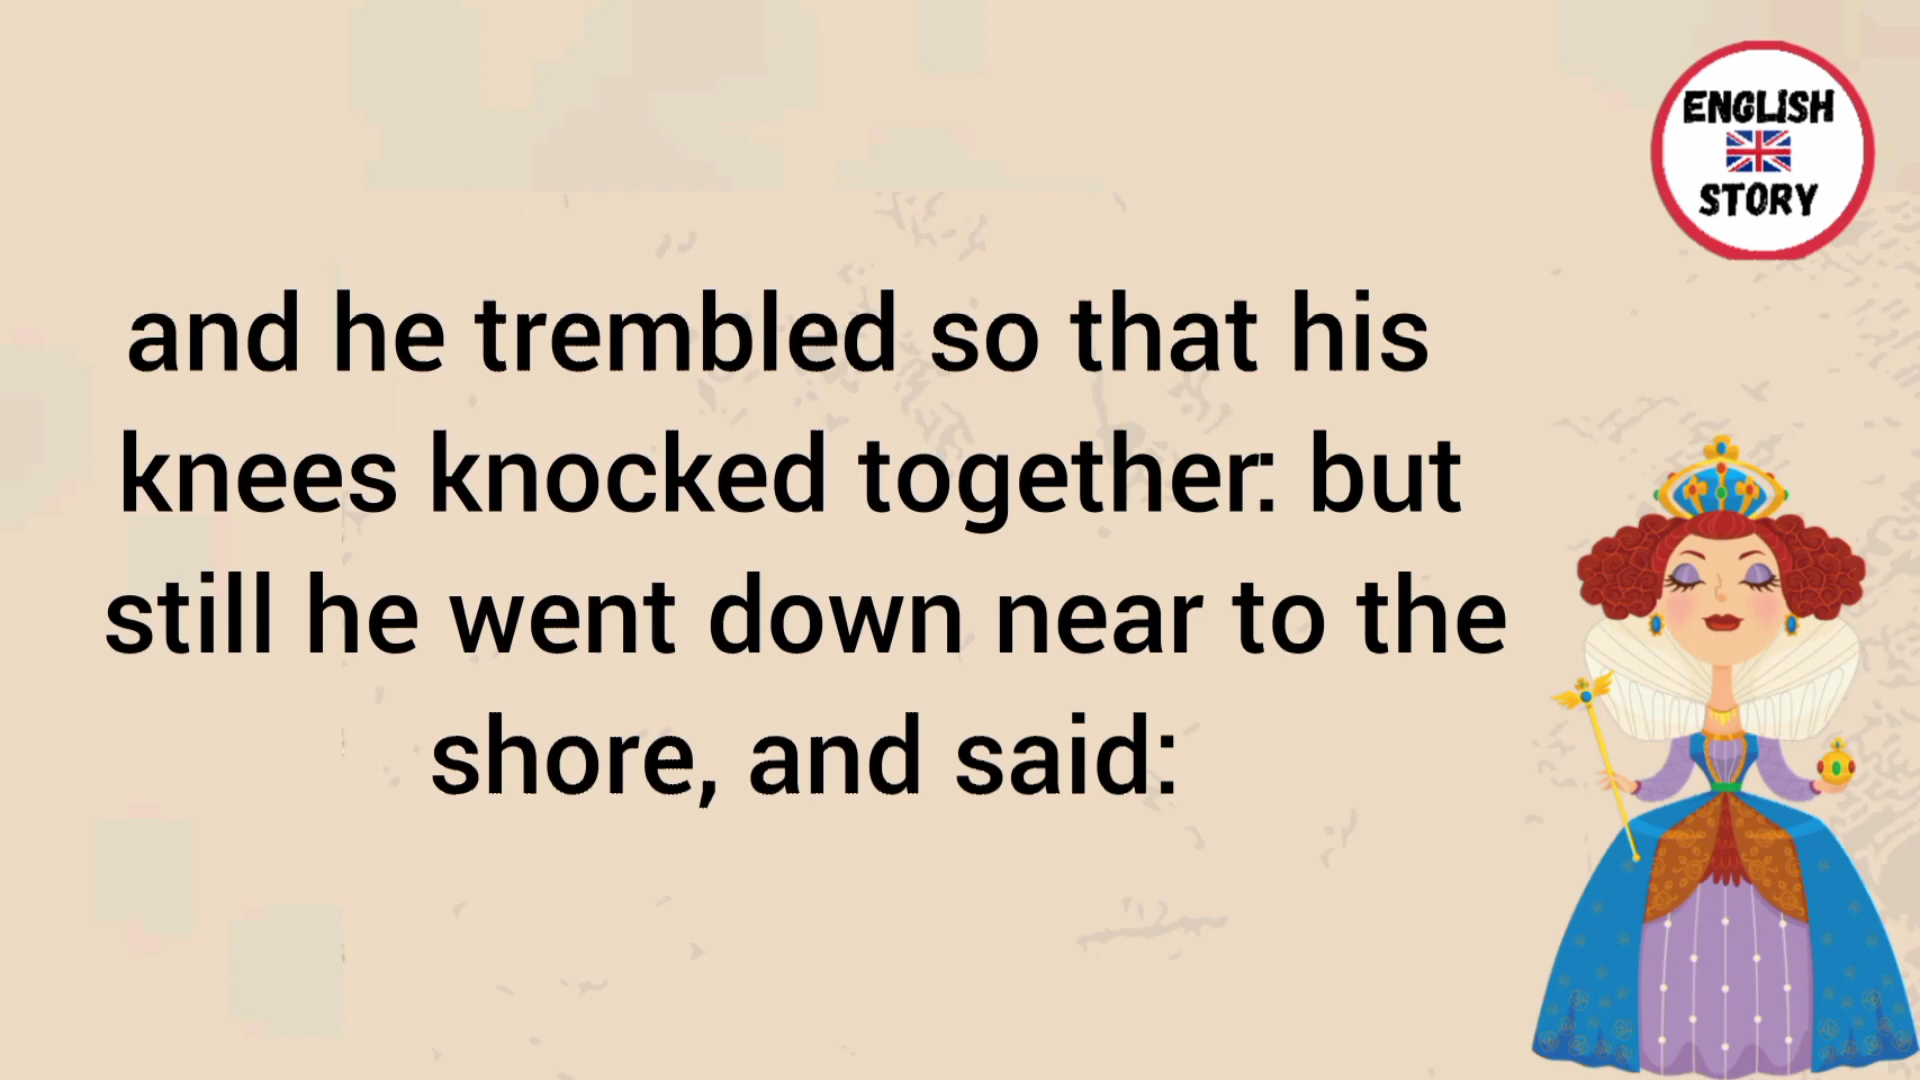 ENGLISH
STORY
and he trembled so that his
knees knocked together: but
still he went down near to the
shore, and said: